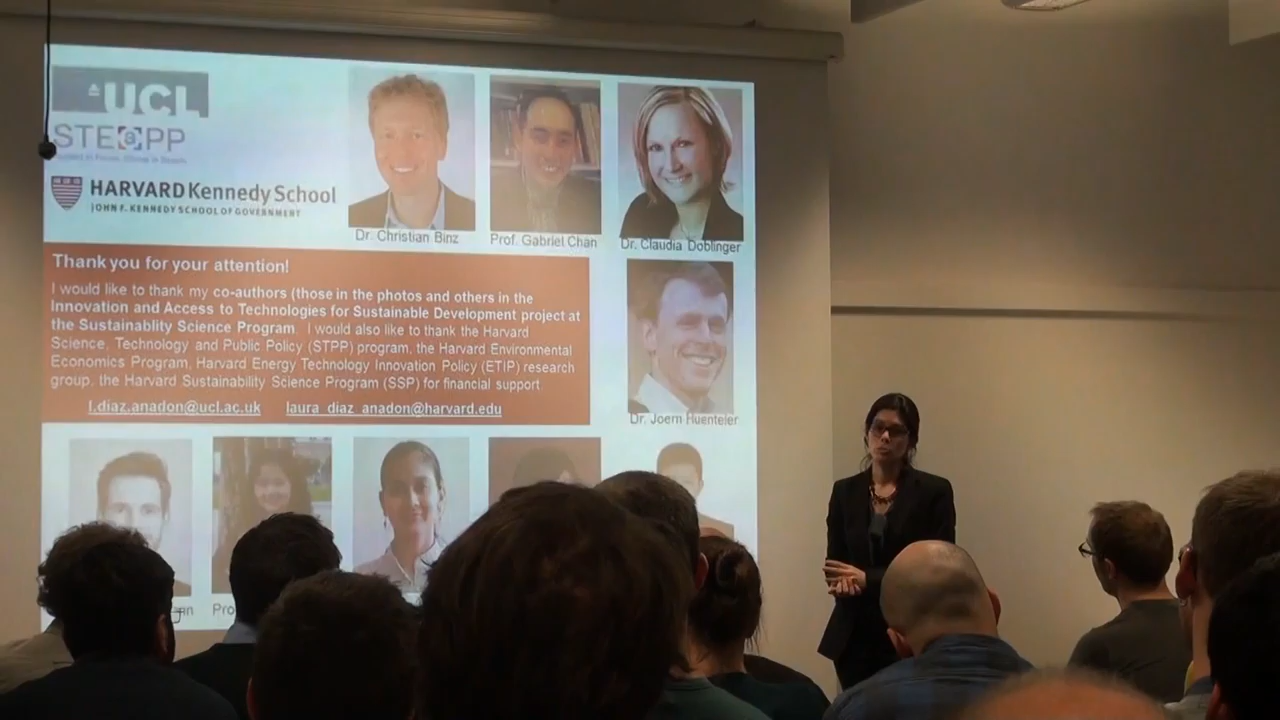 UCL
STEaPP
HARVARD Kennedy School
JOHN F. KENNEDY SCHOOL OF GOVERNMENT
Dr. Christian Binz
Prof. Gabriel Chan
Dr. Claudia Doblinger
Thank you for your attention!
I would like to thank my co-authors (those in the photos and others in the
Innovation and Access to Technologies for Sustainable Development project at
the Sustainablity Science Program. I would also like to thank the Harvard
Science, Technology and Public Policy (STPP) program, the Harvard Environmental
Economics Program, Harvard Energy Technology Innovation Policy (ETIP) research
group, the Harvard Sustainability Science Program (SSP) for financial support.
l.diaz.anadon@ucl.ac.uk laura_diaz_anadon@harvard.edu
Dr. Joern Huenteler